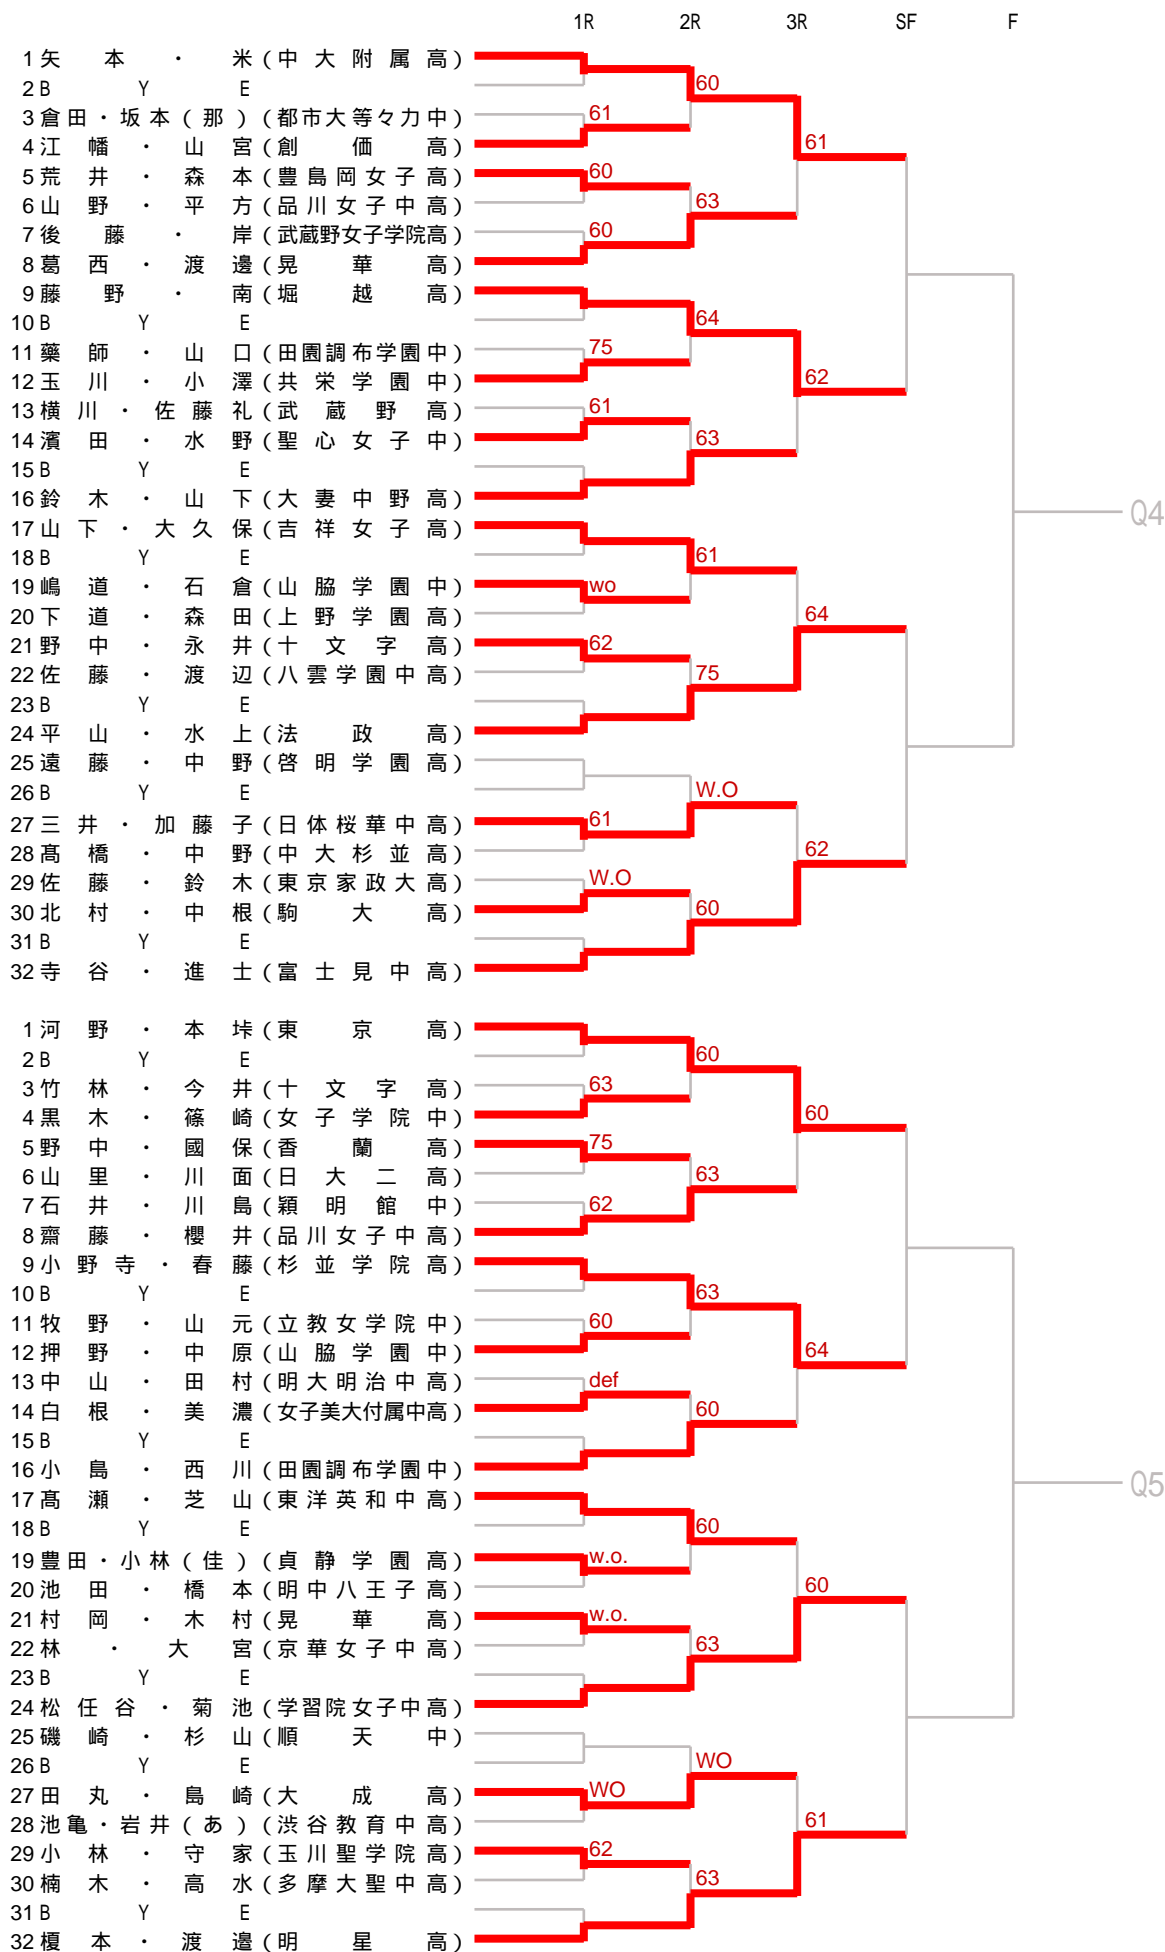 1R 2R 3R SF F
1 矢本・米 (中大附属高)
2 BYE
60
3 倉田・坂本(那) (都市大等々力中)
61
4 江幡・山宮 (創価高)
61
5 荒井・森本 (豊島岡女子高)
60
6 山野・平方 (品川女子中高)
63
7 後藤・岸 (武蔵野女子学院高)
60
8 葛西・渡邊 (晃華高)
9 藤野・南 (堀越高)
10 BYE
64
11 藥師・山口 (田園調布学園中)
75
12 玉川・小澤 (共栄学園中)
62
13 横川・佐藤礼 (武蔵野高)
61
14 濱田・水野 (聖心女子中)
63
15 BYE
16 鈴木・山下 (大妻中野高)
Q4
17 山下・大久保 (吉祥女子高)
18 BYE
61
19 嶋道・石倉 (山脇学園中)
wo
20 下道・森田 (上野学園高)
64
21 野中・永井 (十文字高)
62
22 佐藤・渡辺 (八雲学園中高)
75
23 BYE
24 平山・水上 (法政高)
25 遠藤・中野 (啓明学園高)
26 BYE
W.O
27 三井・加藤子 (日体桜華中高)
61
28 髙橋・中野 (中大杉並高)
62
29 佐藤・鈴木 (東京家政大高)
W.O
30 北村・中根 (駒大高)
60
31 BYE
32 寺谷・進士 (富士見中高)
1 河野・本垰 (東京高)
2 BYE
60
3 竹林・今井 (十文字高)
63
4 黒木・篠崎 (女子学院中)
60
5 野中・國保 (香蘭高)
75
6 山里・川面 (日大二高)
63
7 石井・川島 (穎明館中)
62
8 齋藤・櫻井 (品川女子中高)
9 小野寺・春藤 (杉並学院高)
10 BYE
63
11 牧野・山元 (立教女学院中)
60
12 押野・中原 (山脇学園中)
64
13 中山・田村 (明大明治中高)
def
14 白根・美濃 (女子美大付属中高)
60
15 BYE
16 小島・西川 (田園調布学園中)
Q5
17 髙瀬・芝山 (東洋英和中高)
18 BYE
60
19 豊田・小林(佳) (貞静学園高)
w.o.
20 池田・橋本 (明中八王子高)
60
21 村岡・木村 (晃華高)
w.o.
22 林・大宮 (京華女子中高)
63
23 BYE
24 松任谷・菊池 (学習院女子中高)
25 磯崎・杉山 (順天中)
26 BYE
WO
27 田丸・島崎 (大成高)
WO
28 池亀・岩井(あ) (渋谷教育中高)
61
29 小林・守家 (玉川聖学院高)
62
30 楠木・高水 (多摩大聖中高)
63
31 BYE
32 榎本・渡邉 (明星高)